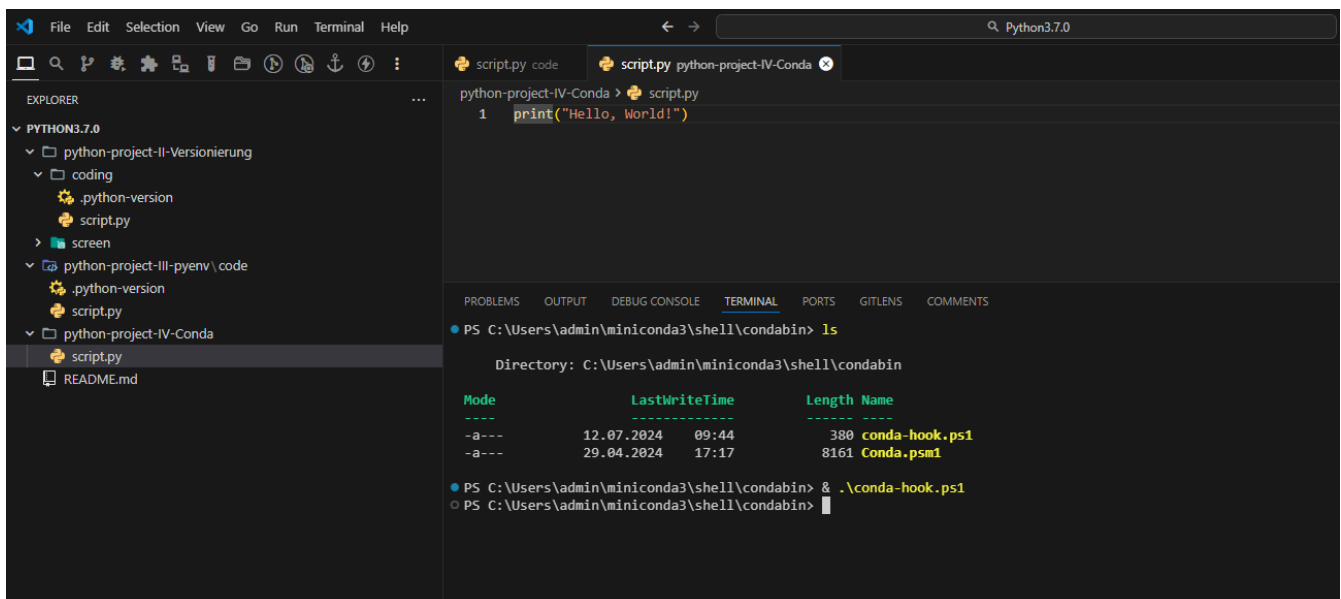 File Edit Selection View Go Run Terminal Help
Python3.7.0
EXPLORER
PYTHON3.7.0
python-project-II-Versionierung
coding
.python-version
script.py
screen
python-project-III-pyenv\code
.python-version
script.py
python-project-IV-Conda
script.py
README.md
script.py code
script.py python-project-IV-Conda
python-project-IV-Conda > script.py
1 print("Hello, World!")
PROBLEMS OUTPUT DEBUG CONSOLE TERMINAL PORTS GITLENS COMMENTS
PS C:\Users\admin\miniconda3\shell\condabin> ls
Directory: C:\Users\admin\miniconda3\shell\condabin
Mode LastWriteTime Length Name
---- ------------- ------ ----
-a--- 12.07.2024 09:44 380 conda-hook.ps1
-a--- 29.04.2024 17:17 8161 Conda.psm1
PS C:\Users\admin\miniconda3\shell\condabin> & .\conda-hook.ps1
PS C:\Users\admin\miniconda3\shell\condabin>